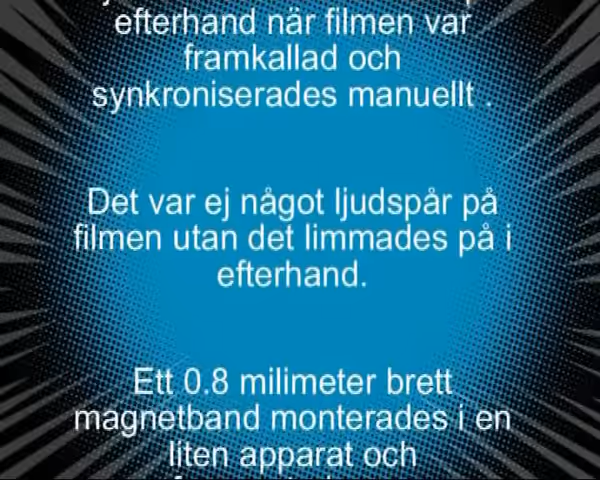 efterhand när filmen var
framkallad och
synkroniserades manuellt .
Det var ej något ljudspår på
filmen utan det limmades på i
efterhand.
Ett 0.8 milimeter brett
magnetband monterades i en
liten apparat och